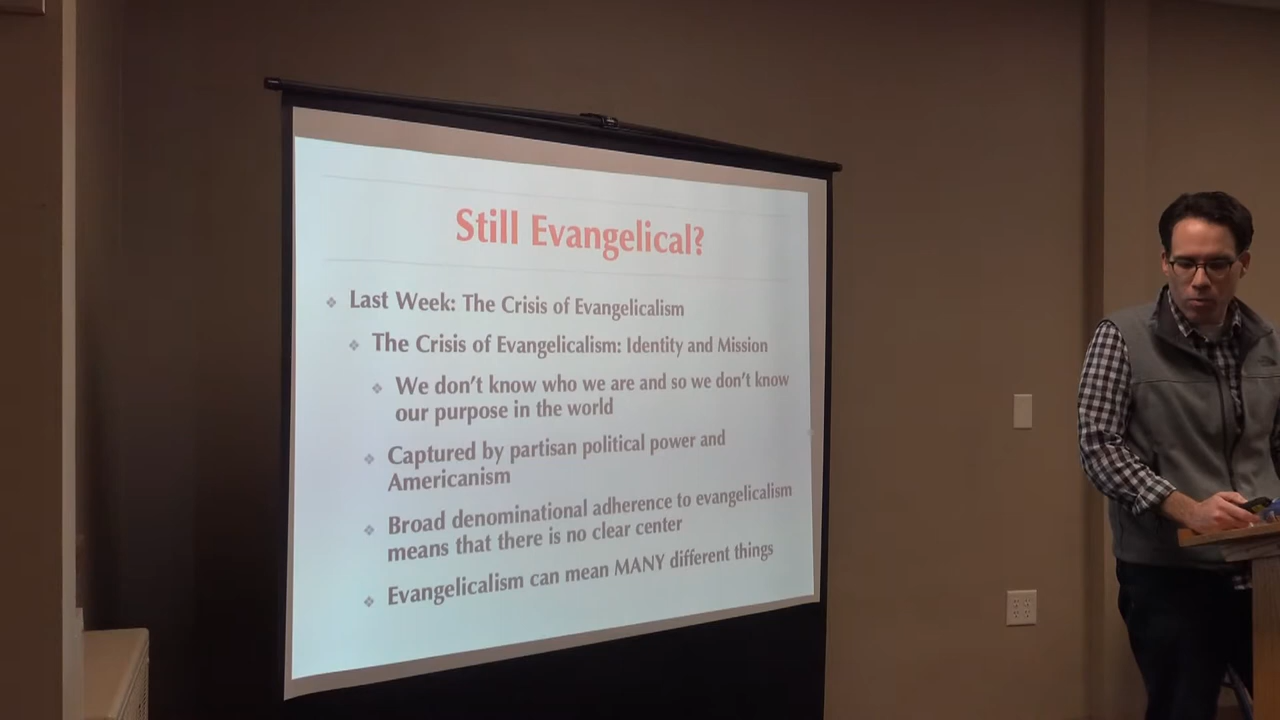 Still Evangelical?
Last Week: The Crisis of Evangelicalism
The Crisis of Evangelicalism: Identity and Mission
We don't know who we are and so we don't know
our purpose in the world
Captured by partisan political power and
Americanism
Broad denominational adherence to evangelicalism
means that there is no clear center
Evangelicalism can mean MANY different things